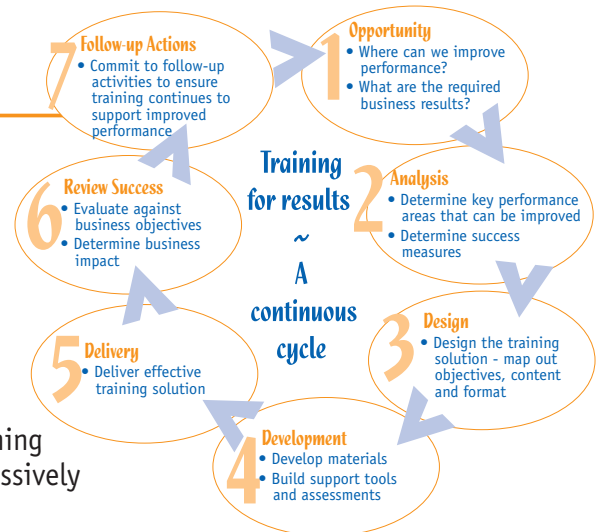 1
Opportunity
• Where can we improve
performance?
• What are the required
business results?
2
Analysis
• Determine key performance
areas that can be improved
• Determine success
measures
3
Design
• Design the training
solution - map out
objectives, content
and format
4
Development
• Develop materials
• Build support tools
and assessments
5
Delivery
• Deliver effective
training solution
6
Review Success
• Evaluate against
business objectives
• Determine business
impact
7
Follow-up Actions
• Commit to follow-up
activities to ensure
training continues to
support improved
performance
Training
for results
~
A
continuous
cycle
ning
ssively